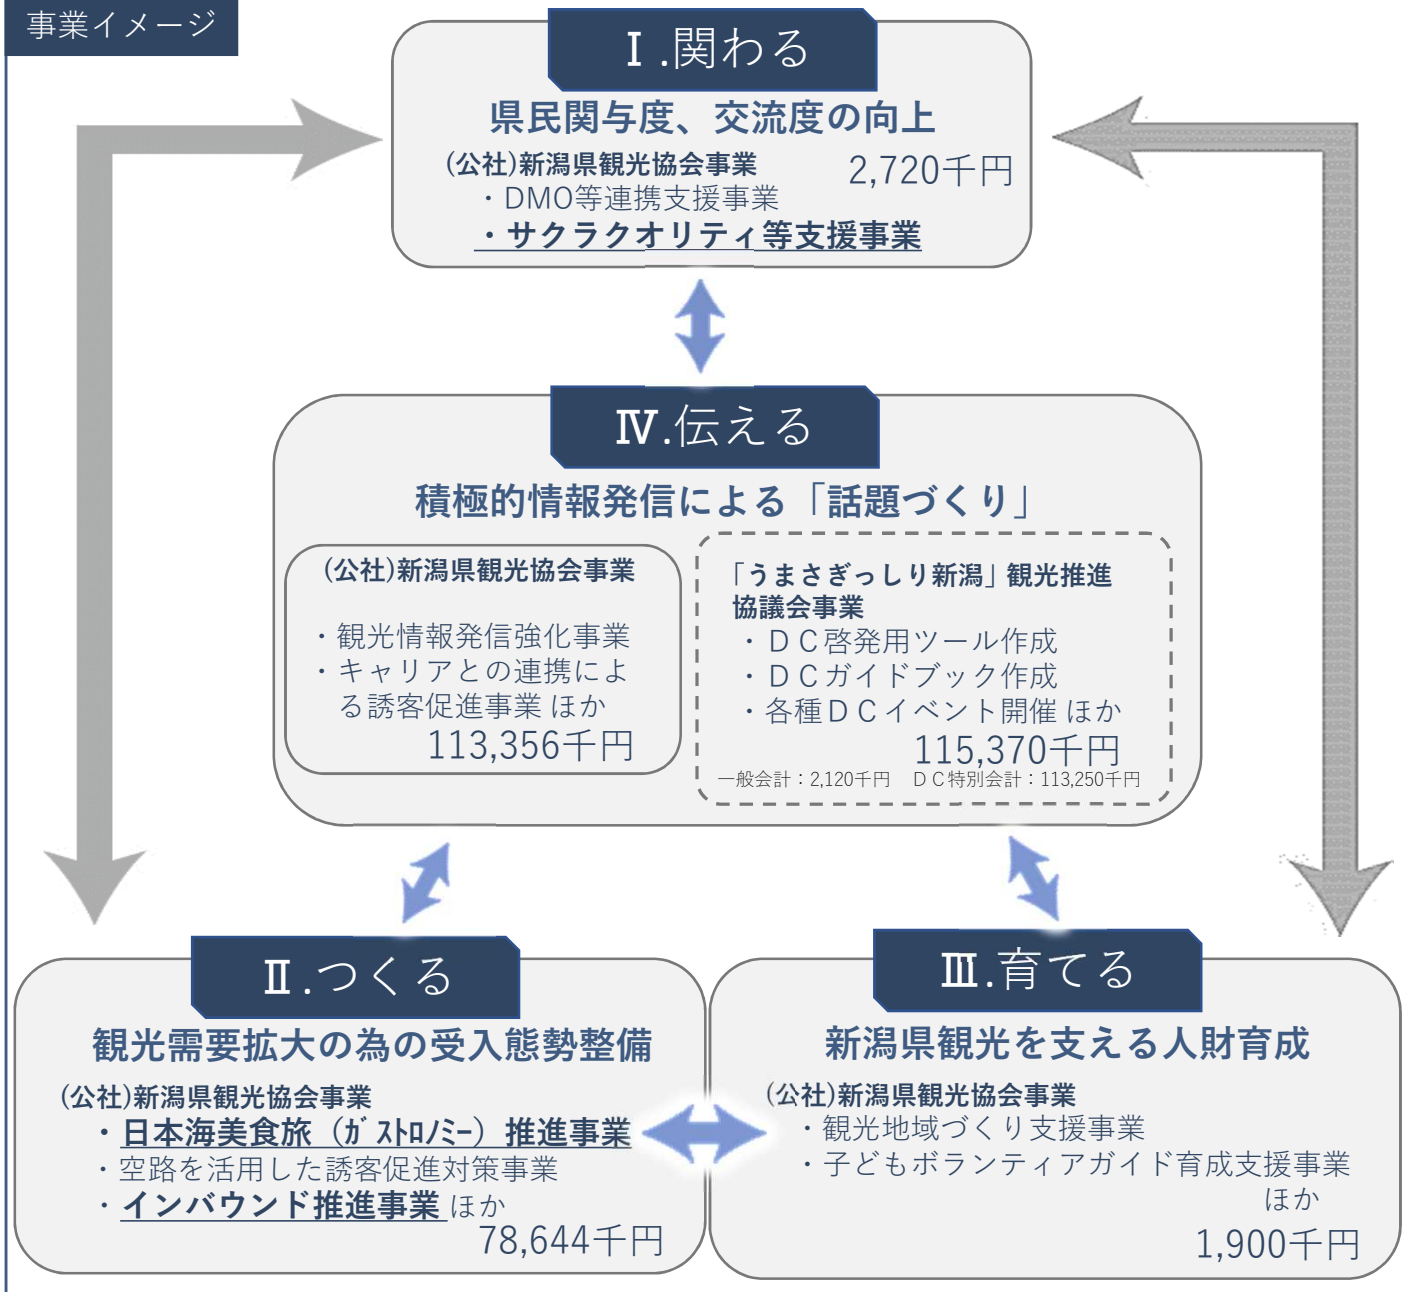 事業イメージ
Ⅰ.関わる
県民関与度、交流度の向上
(公社)新潟県観光協会事業
2,720千円
・DMO等連携支援事業
・サクラクオリティ等支援事業
Ⅳ.伝える
積極的情報発信による「話題づくり」
(公社)新潟県観光協会事業
・観光情報発信強化事業
・キャリアとの連携によ
る誘客促進事業 ほか
113,356千円
「うまさぎっしり新潟」観光推進
協議会事業
・ＤＣ啓発用ツール作成
・ＤＣガイドブック作成
・各種ＤＣイベント開催 ほか
115,370千円
一般会計：2,120千円　ＤＣ特別会計：113,250千円
Ⅱ.つくる
観光需要拡大の為の受入態勢整備
(公社)新潟県観光協会事業
・日本海美食旅（ｶﾞｽﾄﾛﾉﾐｰ）推進事業
・空路を活用した誘客促進対策事業
・インバウンド推進事業 ほか
78,644千円
Ⅲ.育てる
新潟県観光を支える人財育成
(公社)新潟県観光協会事業
・観光地域づくり支援事業
・子どもボランティアガイド育成支援事業
ほか
1,900千円